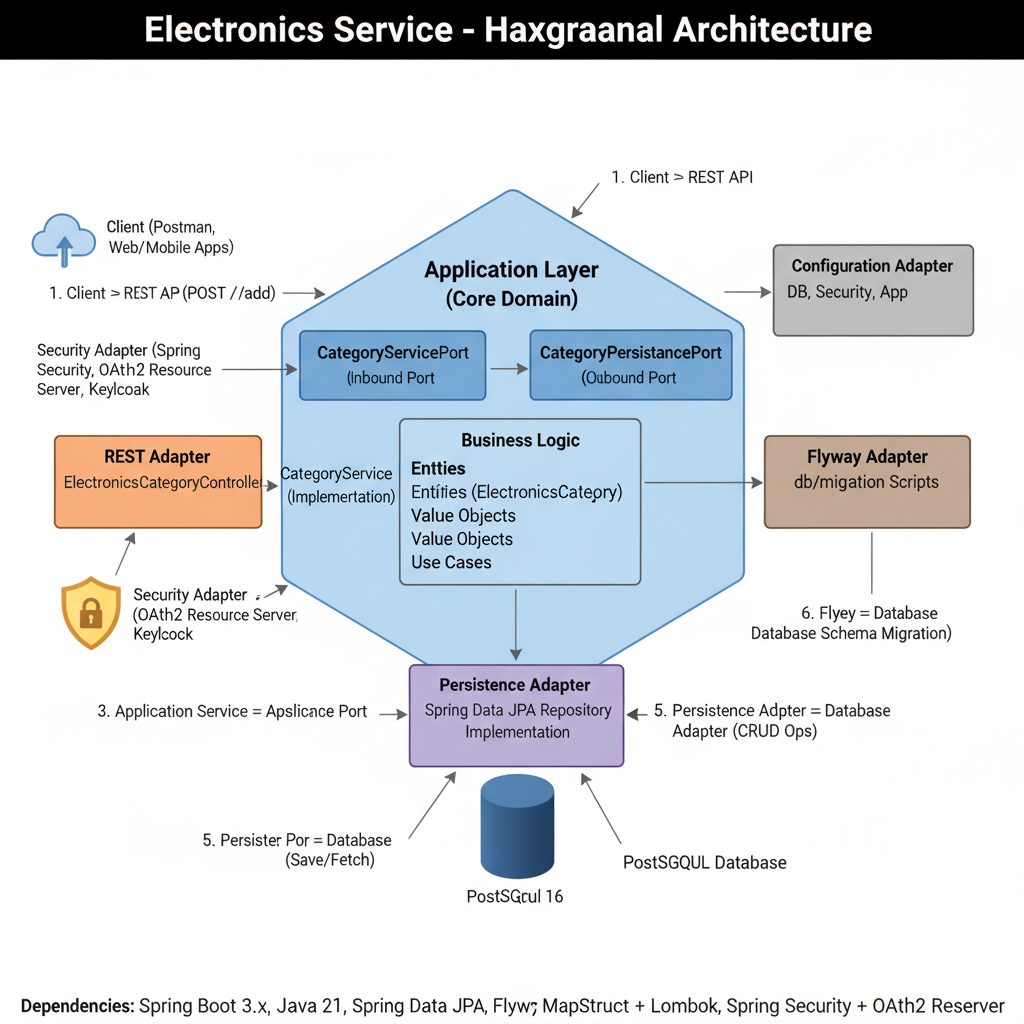 Electronics Service - Haxgraanal Architecture
1. Client > REST API
Client (Postman,
Web/Mobile Apps)
1. Client > REST AP (POST //add)
Application Layer
(Core Domain)
Configuration Adapter
DB, Security, App
Security Adapter (Spring
Security, OAth2 Resource
Server, Keylcoak
CategoryServicePort
(Inbound Port
CategoryPersistancePort
(Oubound Port
REST Adapter
ElectronicsCategoryControlle
CategoryService
(Implemertation)
Business Logic
Entties
Entities (ElectronicsCategory)
Value Objects
Value Objects
Use Cases
Flyway Adapter
db/migation Scripts
Security Adapter
(OAth2 Resource Server,
Keylcock
6. Flyey = Database
Database Schema Migration)
Persistence Adapter
Spring Data JPA Repository
Implementation
3. Application Service = Apslicance Port
5. Persistence Adpter = Database
Adapter (CRUD Ops)
5. Persister Por = Database
(Save/Fetch)
PostSGQUL Database
PostSGcul 16
Dependencies: Spring Boot 3.x, Java 21, Spring Data JPA, Flyw; MapStruct + Lombok, Spring Security + OAth2 Reserver